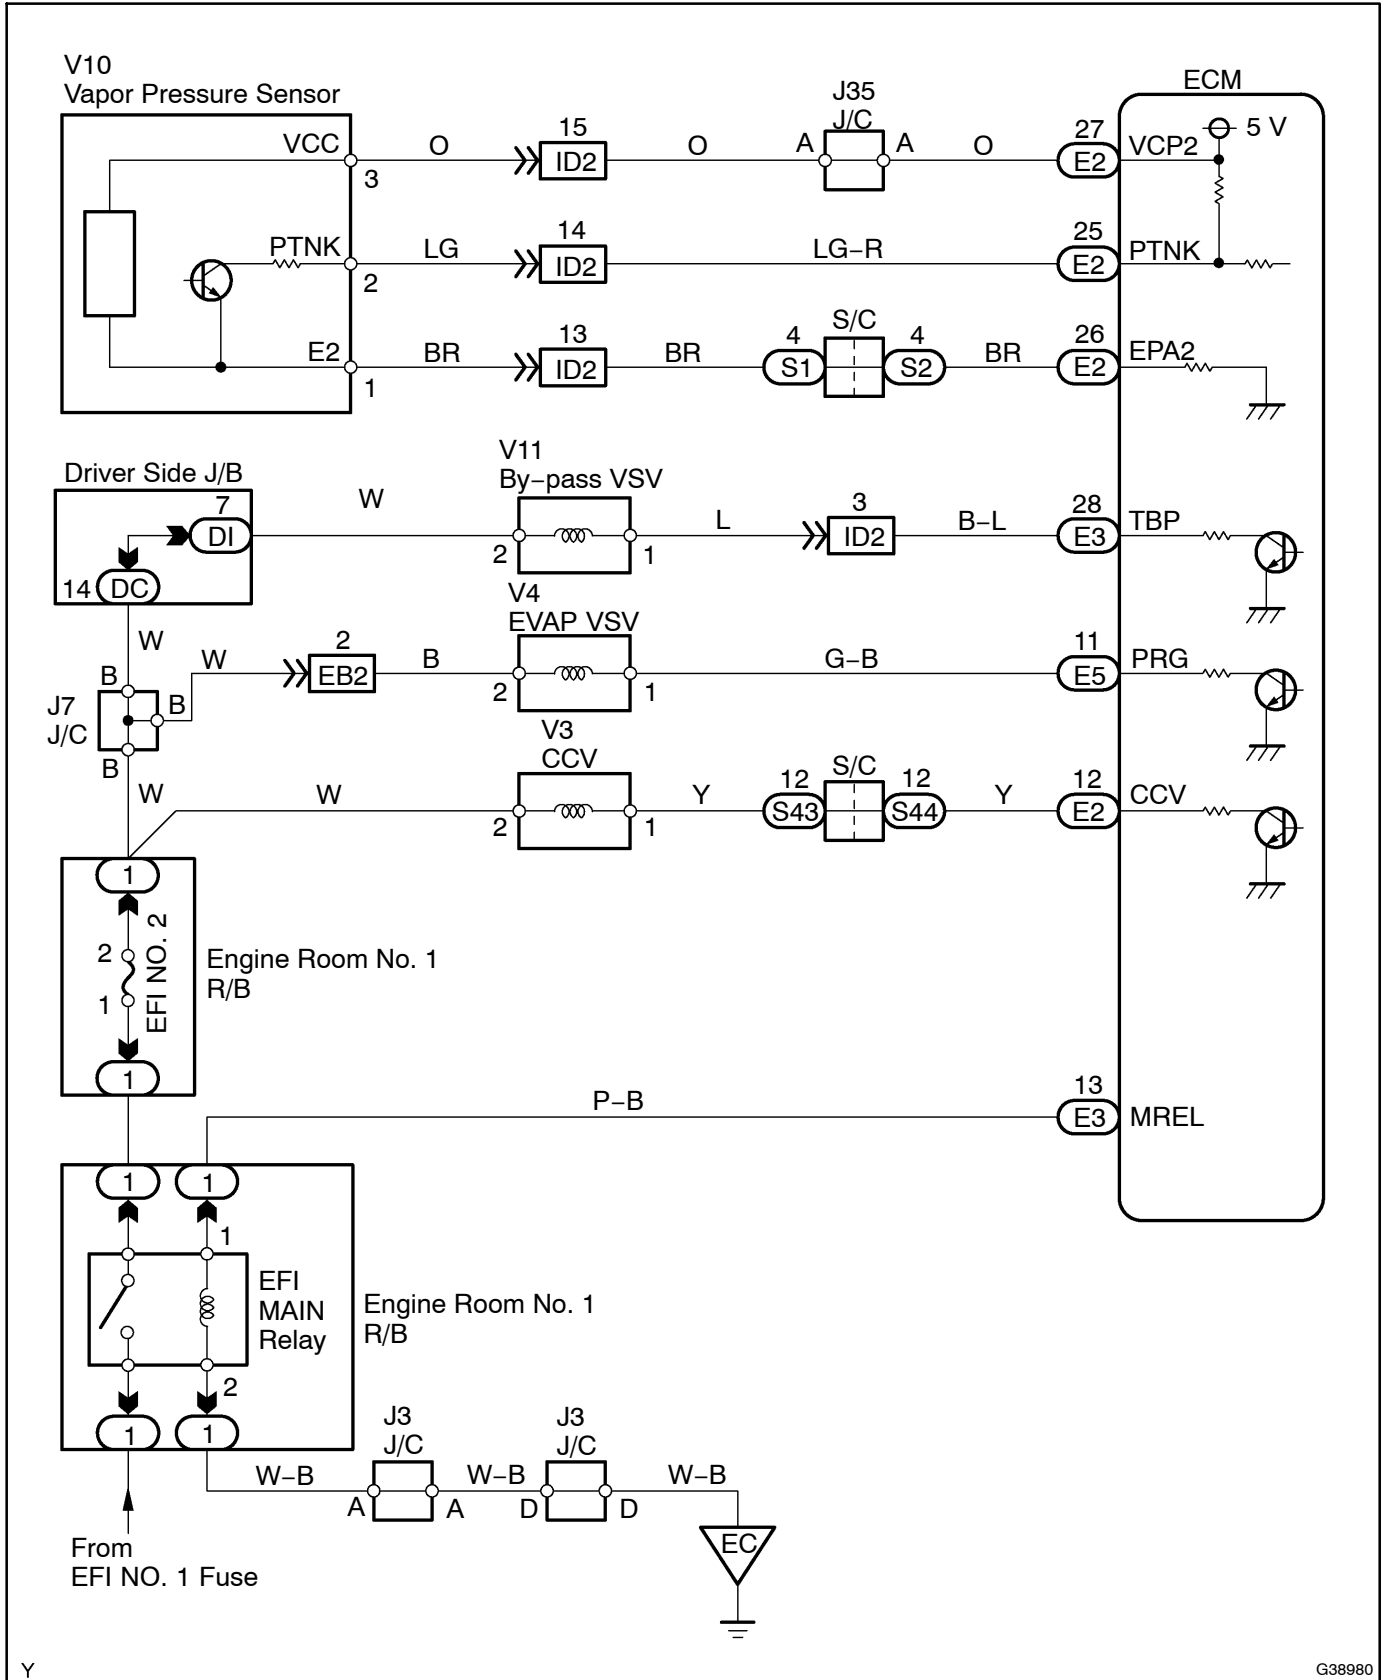 V10
Vapor Pressure Sensor
VCC
3
O
15
ID2
O
J35
J/C
A
A
O
27
E2
ECM
VCP2
5 V
PTNK
2
LG
14
ID2
LG−R
25
E2
PTNK
E2
1
BR
13
ID2
BR
4
S1
S/C
4
S2
BR
26
E2
EPA2
Driver Side J/B
7
DI
14
DC
W
V11
By−pass VSV
2
1
L
3
ID2
B−L
28
E3
TBP
W
B
J7
J/C
B
B
W
2
EB2
B
V4
EVAP VSV
2
1
G−B
11
E5
PRG
W
W
V3
CCV
2
1
Y
12
S43
S/C
12
S44
Y
12
E2
CCV
1
2
1
EFI NO. 2
1
Engine Room No. 1
R/B
P−B
13
E3
MREL
1
1
1
EFI
MAIN
Relay
2
1
1
Engine Room No. 1
R/B
W−B
J3
J/C
A
A
W−B
J3
J/C
D
D
W−B
EC
From
EFI NO. 1 Fuse
Y
G38980